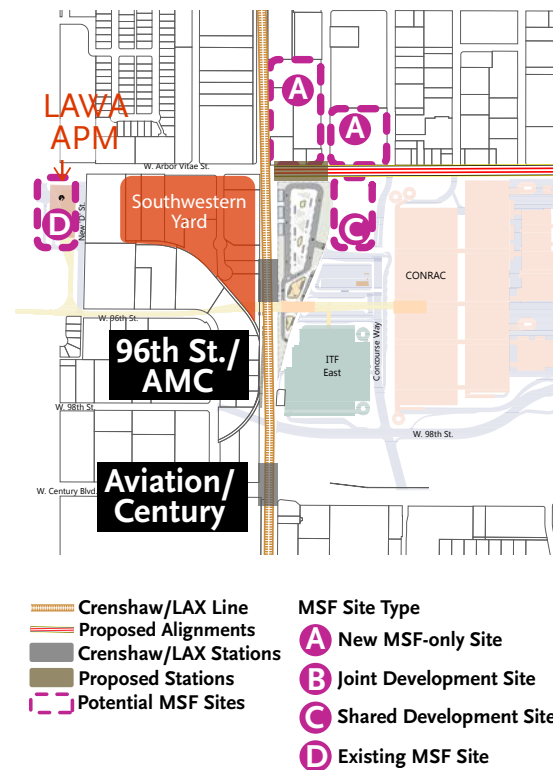 A
A
LAWA
APM
W. Arbor Vitae St.
Southwestern
Yard
New 'D' St.
D
C
CONRAC
W. 96th St.
96th St./
AMC
ITF
East
Concourse Way
W. 98th St.
W. 98th St.
W. Century Blvd.
Aviation/
Century
Crenshaw/LAX Line
Proposed Alignments
Crenshaw/LAX Stations
Proposed Stations
Potential MSF Sites
MSF Site Type
A New MSF-only Site
B Joint Development Site
C Shared Development Site
D Existing MSF Site